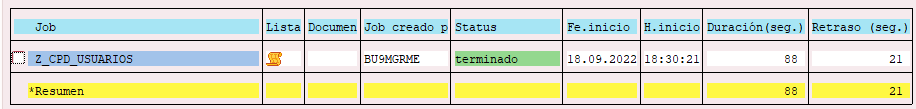 Job Lista Documen Job creado p Status Fe.inicio H.inicio Duración(seg.) Retraso (seg.)
Z_CPD_USUARIOS BU9MGRME terminado 18.09.2022 18:30:21 88 21
*Resumen 88 21